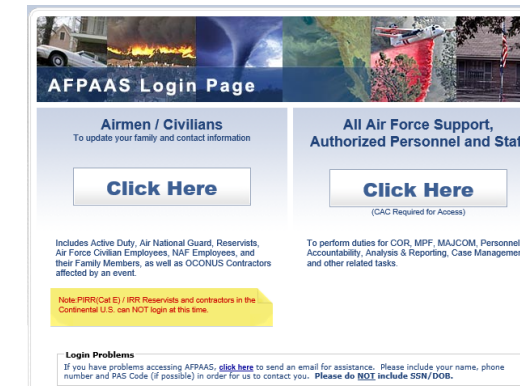 AFPAAS Login Page
Airmen / Civilians
To update your family and contact information
Click Here
Includes Active Duty, Air National Guard, Reservists,
Air Force Civilian Employees, NAF Employees, and
their Family Members, as well as OCONUS Contractors
affected by an event.
Note:PIRR(Cat E) / IRR Reservists and contractors in the
Continental U.S. can NOT login at this time.
All Air Force Support,
Authorized Personnel and Staf
Click Here
(CAC Required for Access)
To perform duties for COR, MPF, MAJCOM, Personnel
Accountability, Analysis & Reporting, Case Managemen
and other related tasks.
Login Problems
If you have problems accessing AFPAAS, click here to send an email for assistance. Please include your name, phone
number and PAS Code (if possible) in order for us to contact you. Please do NOT include SSN/DOB.